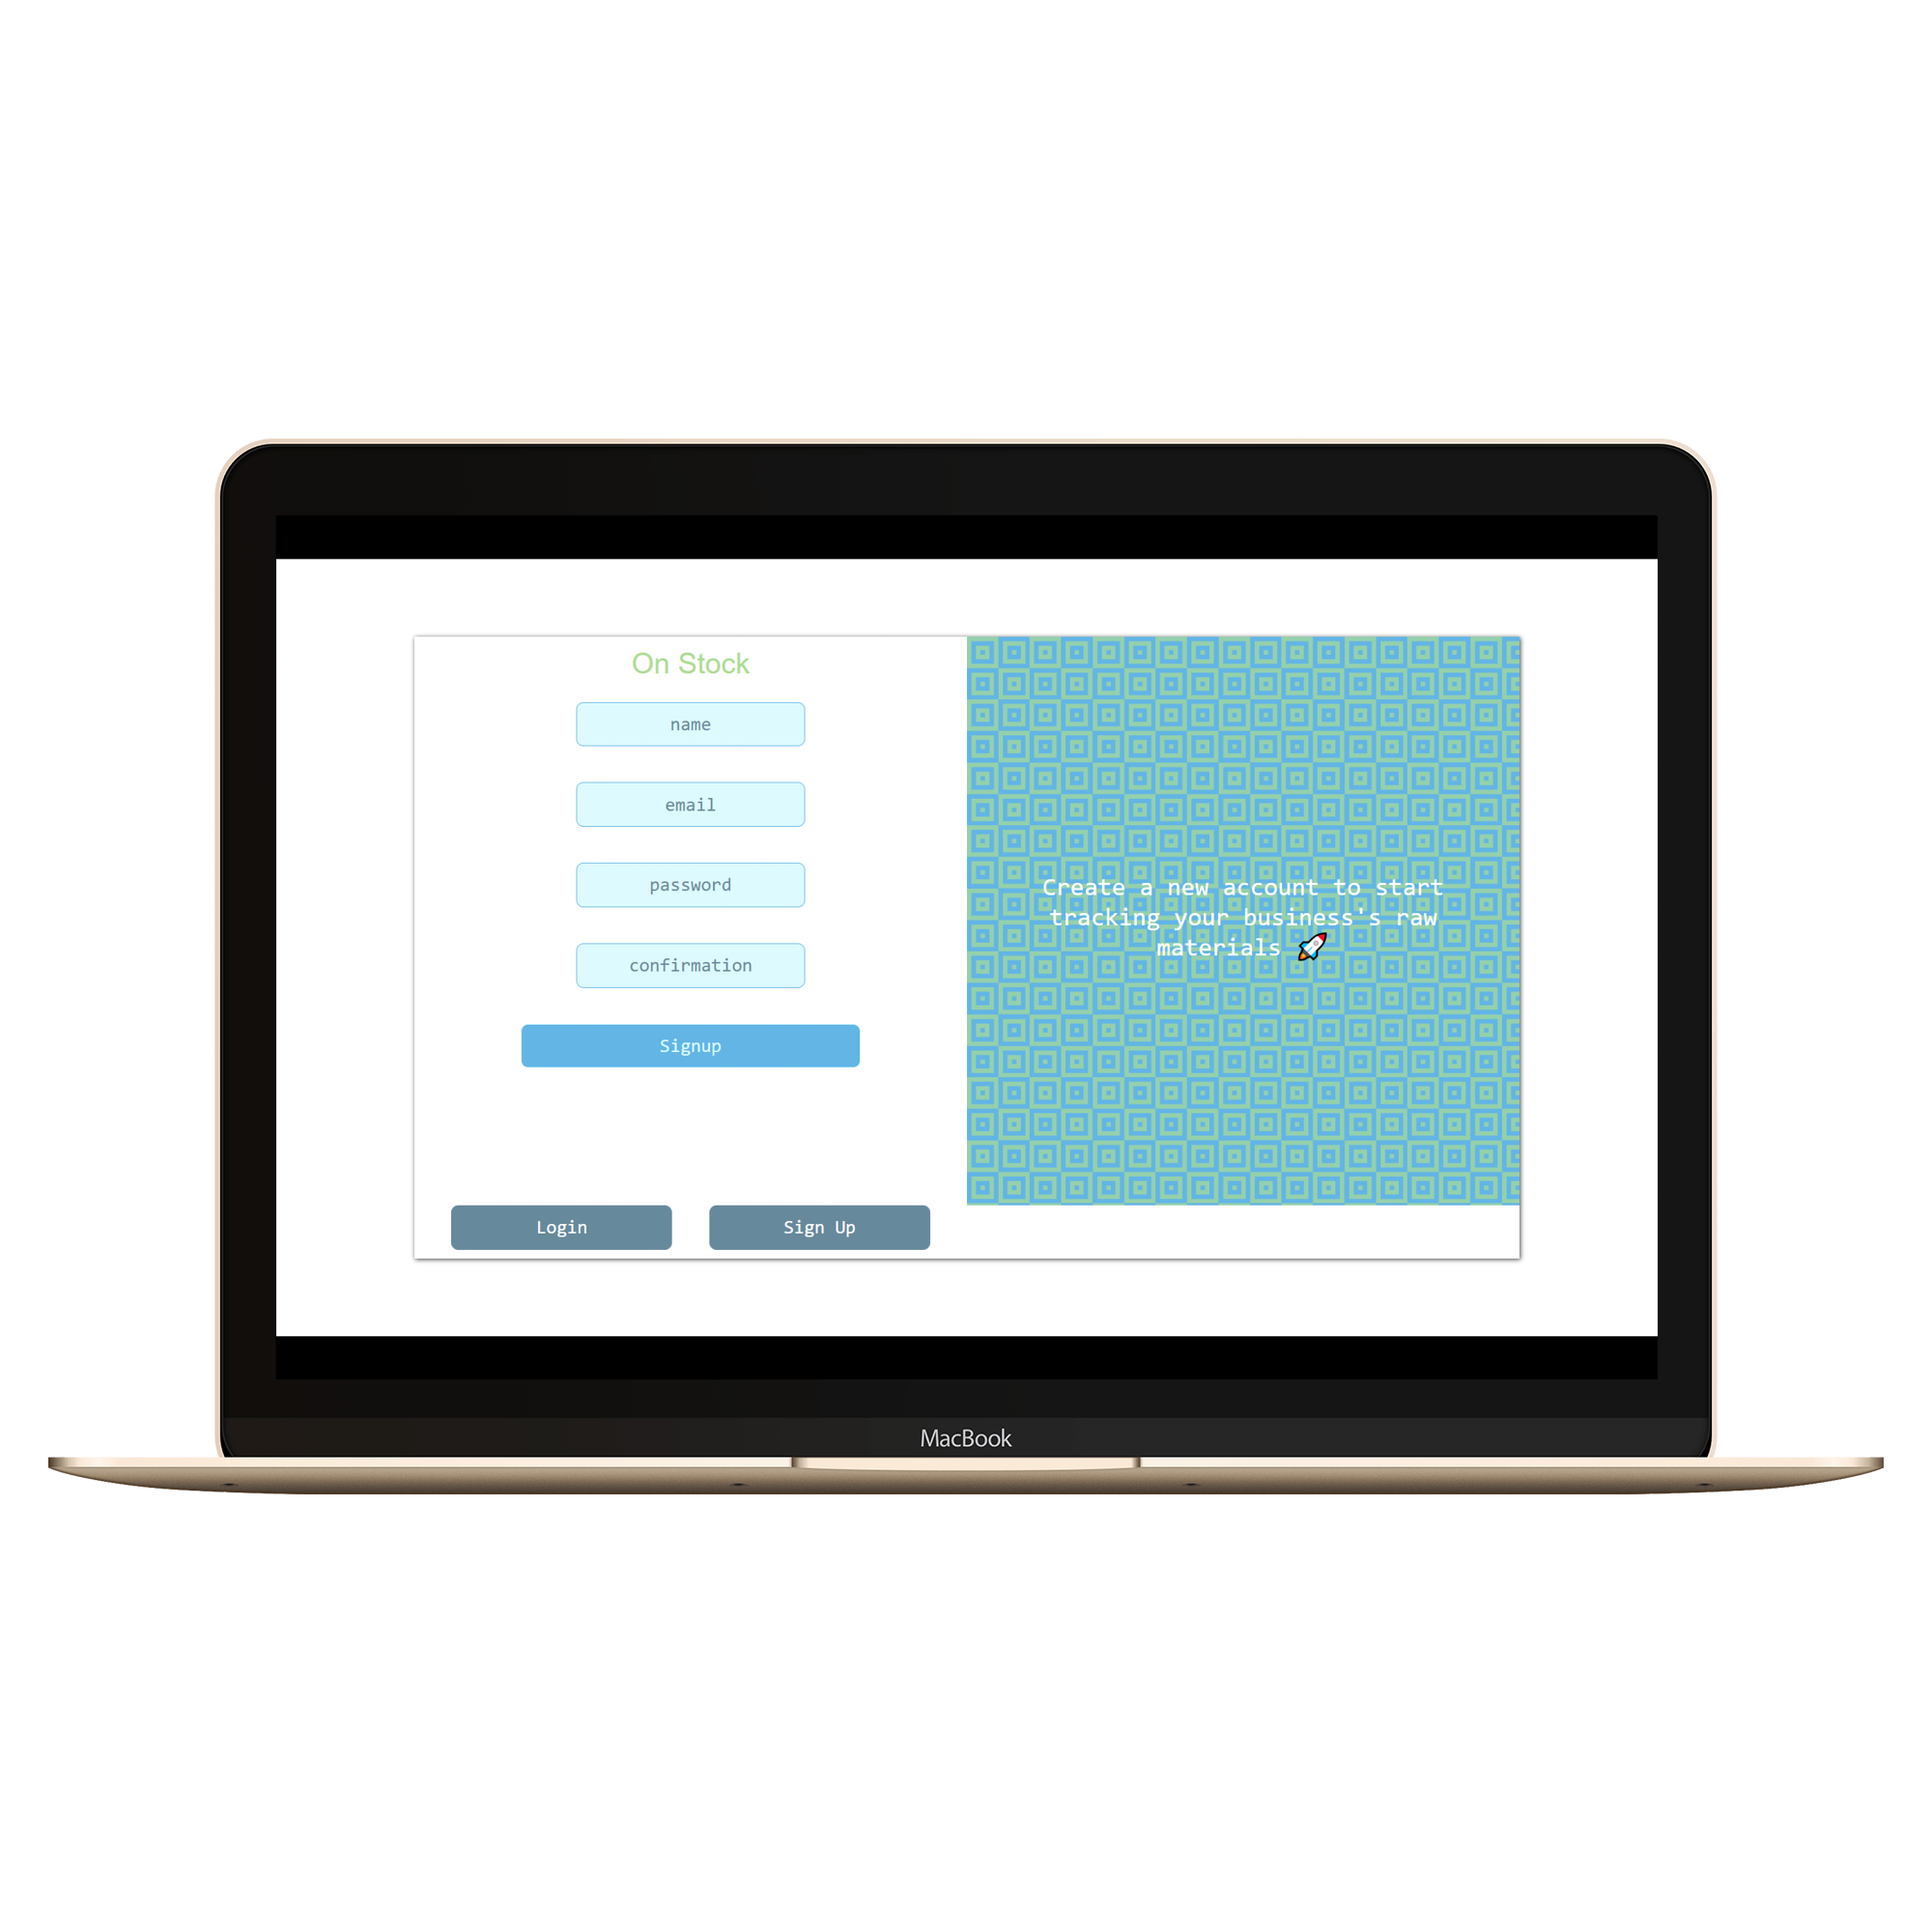 On Stock
name
email
password
confirmation
Signup
Login
Sign Up
Create a new account to start
tracking your business's raw
materials 🚀
MacBook